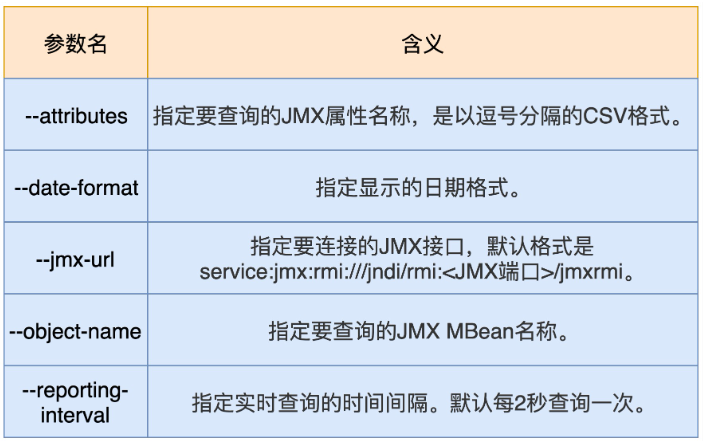 参数名
含义
--attributes
指定要查询的JMX属性名称，是以逗号分隔的CSV格式。
--date-format
指定显示的日期格式。
--jmx-url
指定要连接的JMX接口，默认格式是
service:jmx:rmi:///jndi/rmi:<JMX端口>/jmxrmi。
--object-name
指定要查询的JMX MBean名称。
--reporting-
interval
指定实时查询的时间间隔。默认每2秒查询一次。